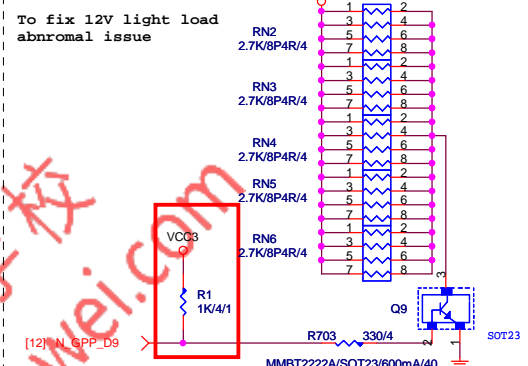 To fix 12V light load
abnromal issue
1 2
3 4
RN2
5 6
2.7K/8P4R/4
7 8
1 2
3 4
RN3
5 6
2.7K/8P4R/4
7 8
1 2
3 4
RN4
5 6
2.7K/8P4R/4
7 8
1 2
RN5
3 4
2.7K/8P4R/4
5 6
7 8
1 2
RN6
3 4
2.7K/8P4R/4
5 6
7 8
VCC3
R1
1K/4/1
3
Q9
SOT23
[12] N_GPP_D9
R703 330/4
2 1
MMBT2222A/SOT23/600mA/40
校
wei.com